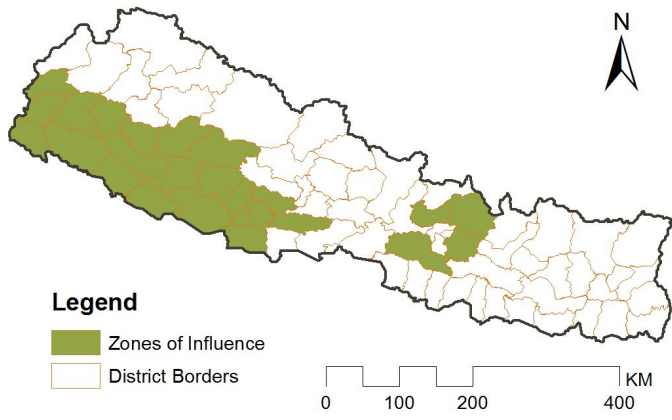 N
Legend
Zones of Influence
District Borders
KM
0 100 200 400